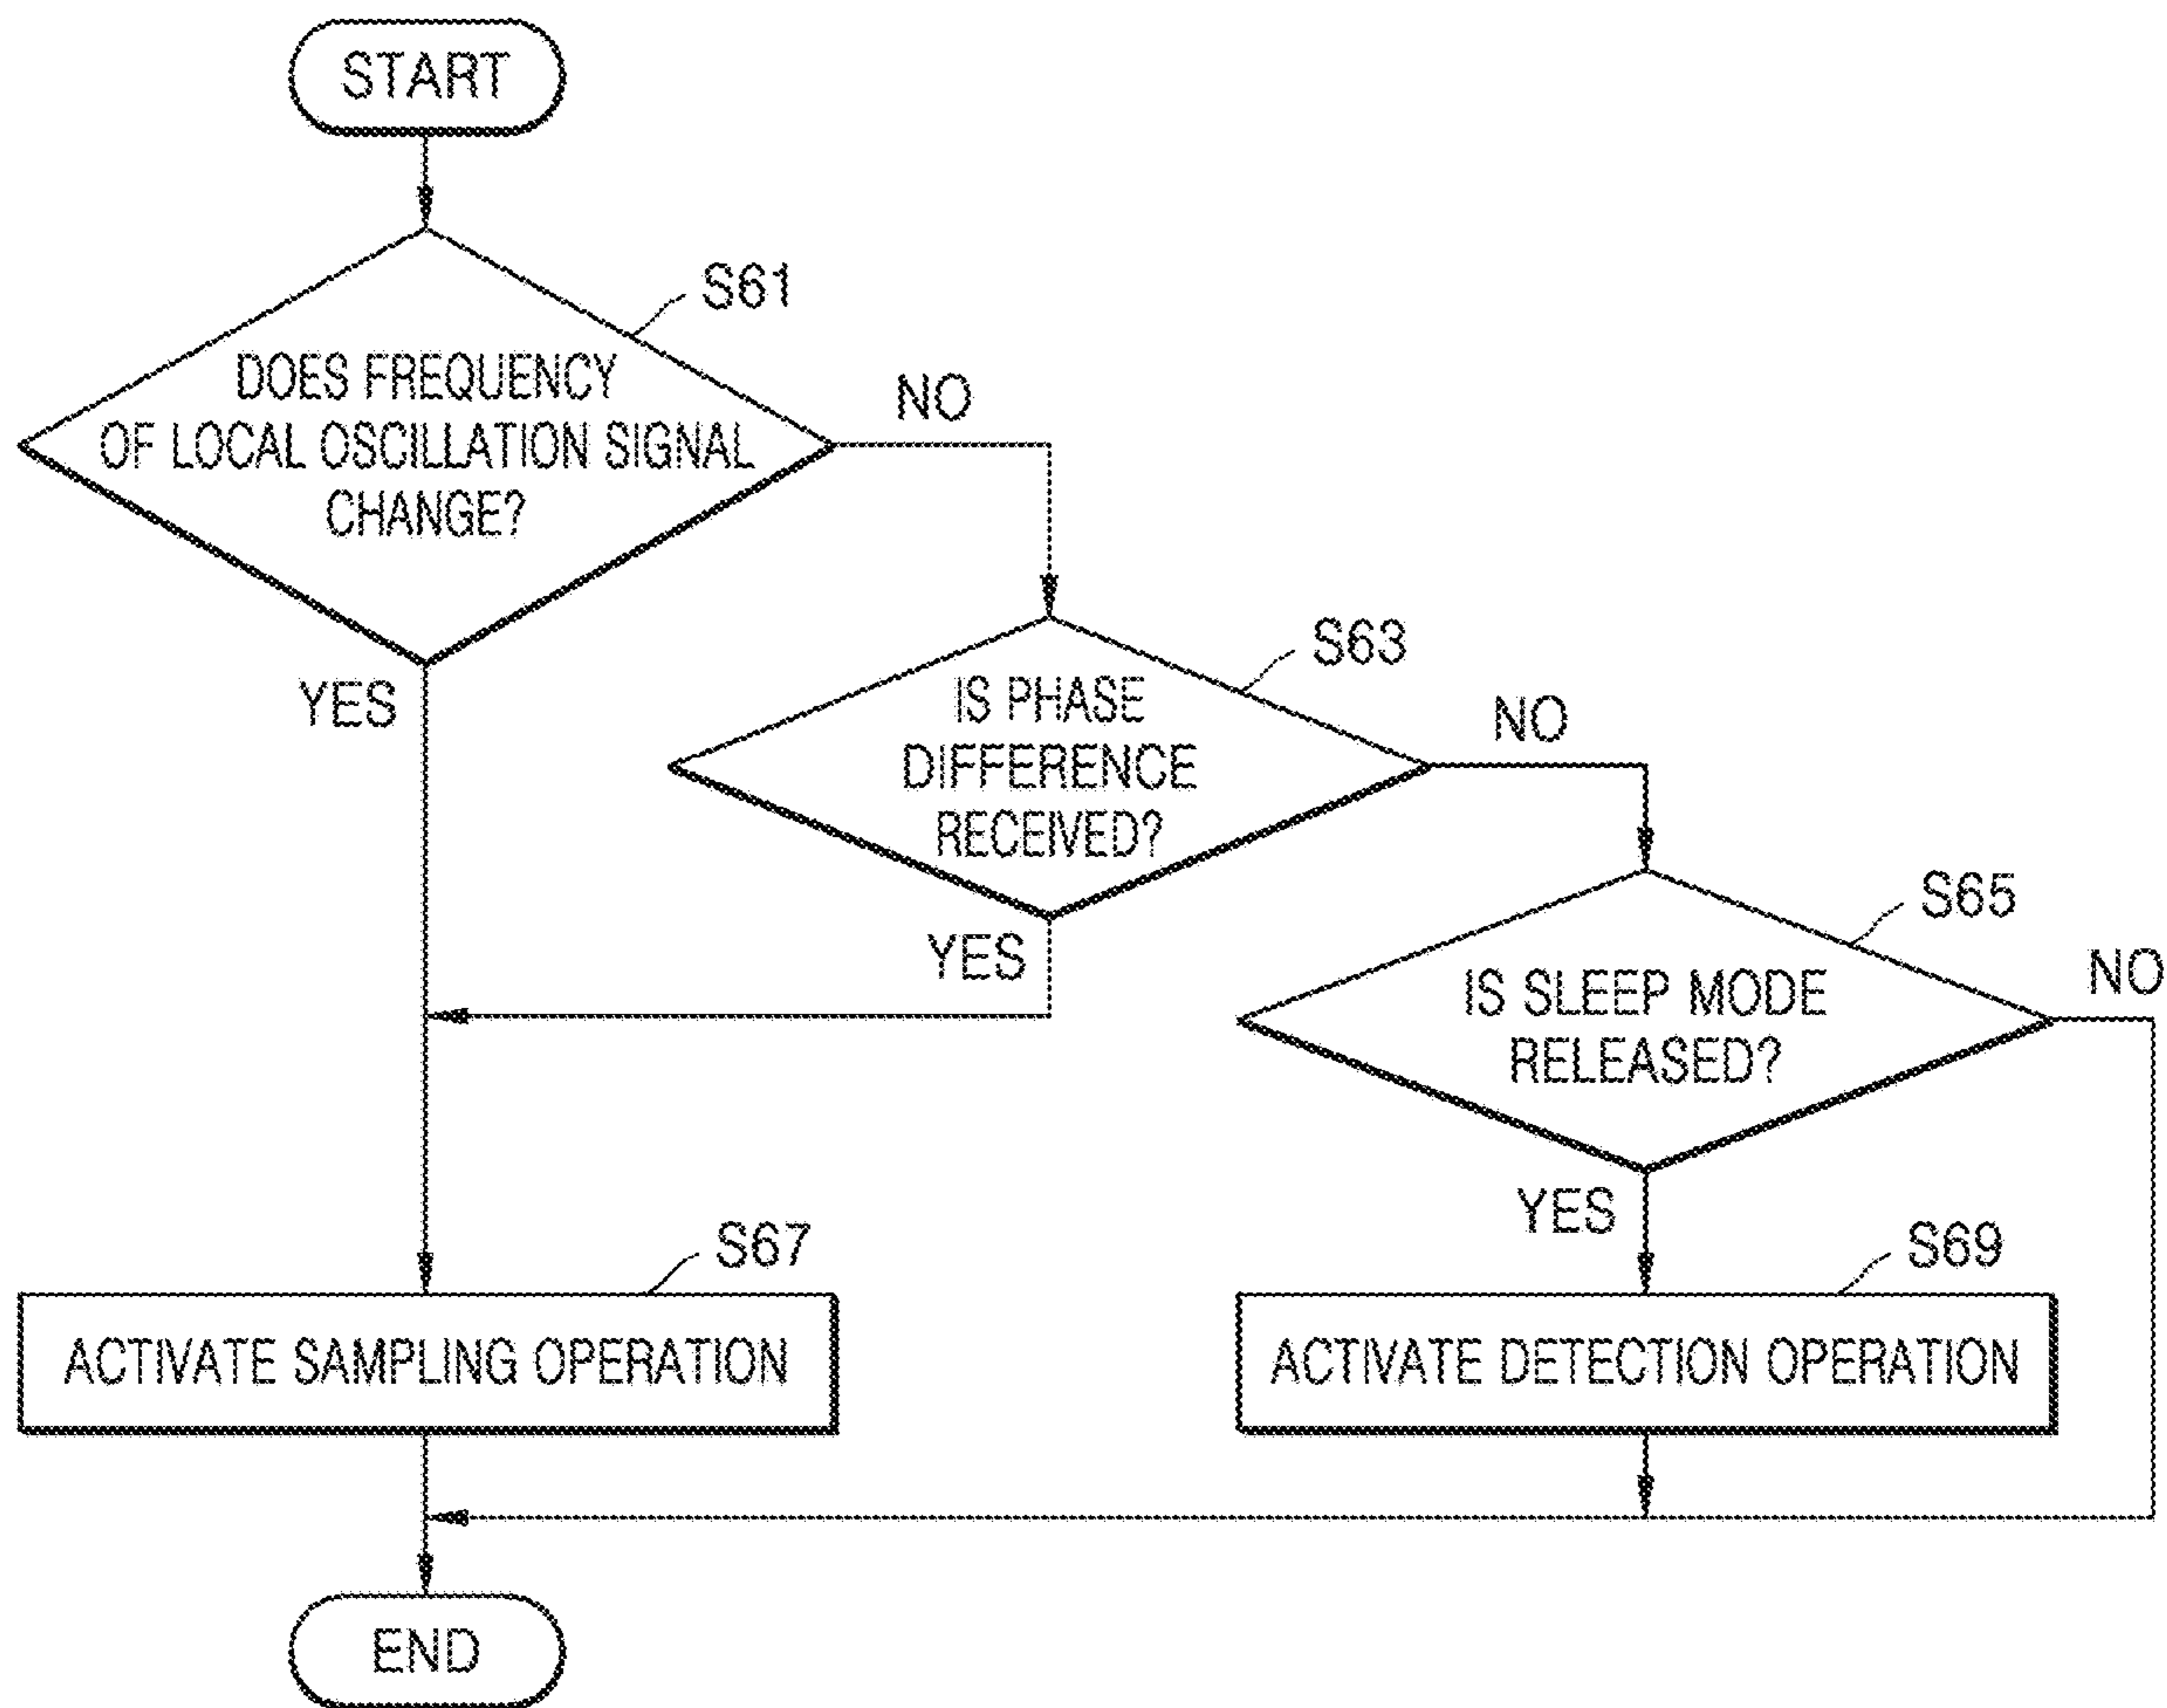 START
S61
DOES FREQUENCY
OF LOCAL OSCILLATION SIGNAL
CHANGE?
NO
YES
S63
IS PHASE
DIFFERENCE
RECEIVED?
NO
YES
S65
IS SLEEP MODE
RELEASED?
NO
YES
S67
ACTIVATE SAMPLING OPERATION
S69
ACTIVATE DETECTION OPERATION
END